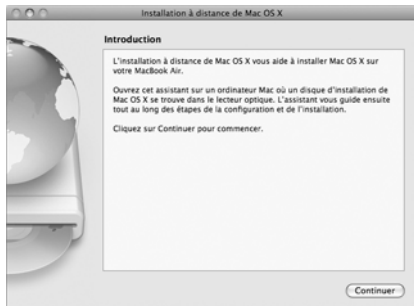 Installation à distance de Mac OS X
Introduction
L'installation à distance de Mac OS X vous aide à installer Mac OS X sur
votre MacBook Air.
Ouvrez cet assistant sur un ordinateur Mac où un disque d'installation de
Mac OS X se trouve dans le lecteur optique. L'assistant vous guide ensuite
tout au long des étapes de la configuration et de l'installation.
Cliquez sur Continuer pour commencer.
Continuer